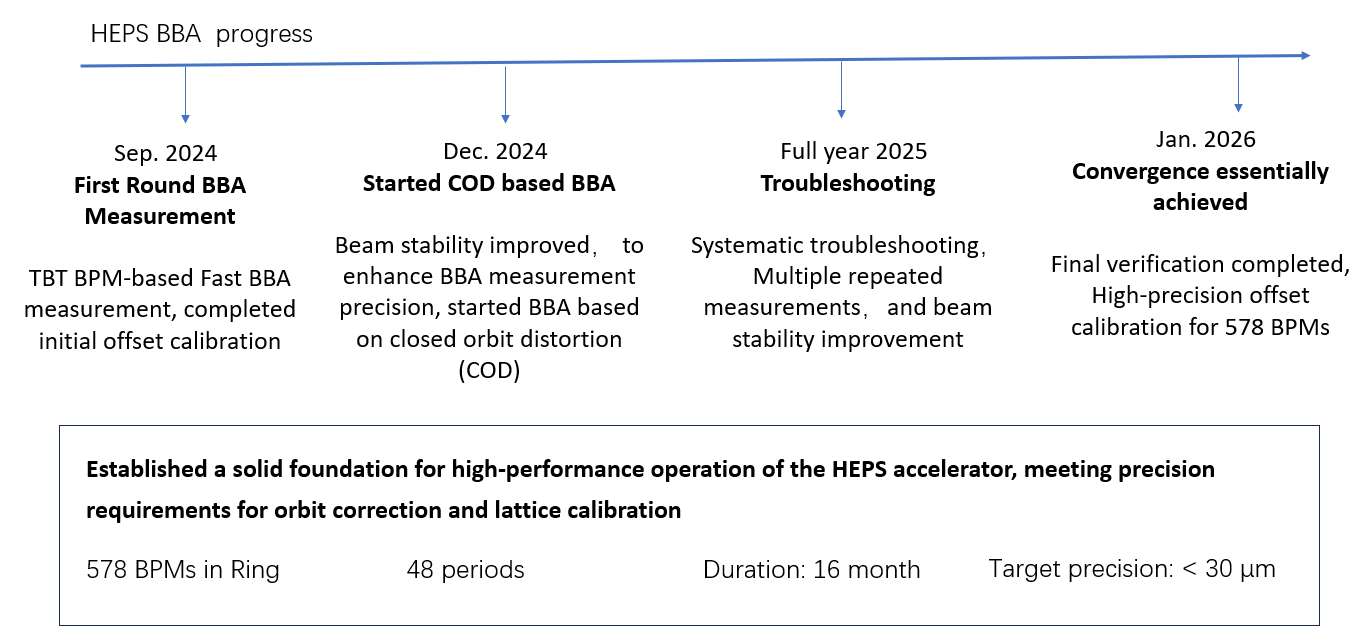 HEPS BBA progress
Sep. 2024
First Round BBA
Measurement
TBT BPM-based Fast BBA
measurement, completed
initial offset calibration
Dec. 2024
Started COD based BBA
Beam stability improved, to
enhance BBA measurement
precision, started BBA based
on closed orbit distortion
(COD)
Full year 2025
Troubleshooting
Systematic troubleshooting,
Multiple repeated
measurements, and beam
stability improvement
Jan. 2026
Convergence essentially
achieved
Final verification completed,
High-precision offset
calibration for 578 BPMs
Established a solid foundation for high-performance operation of the HEPS accelerator, meeting precision
requirements for orbit correction and lattice calibration
578 BPMs in Ring
48 periods
Duration: 16 month
Target precision: < 30 μm